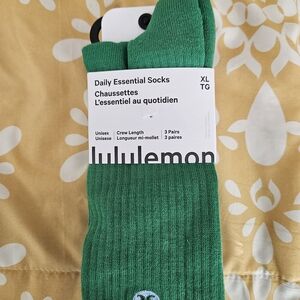 Daily Essential Socks XL
Chaussettes TG
L'essentiel au quotidien
Unisex Crew Length 3 Pairs
Unisexe Longueur mi-mollet 3 paires
lululemon